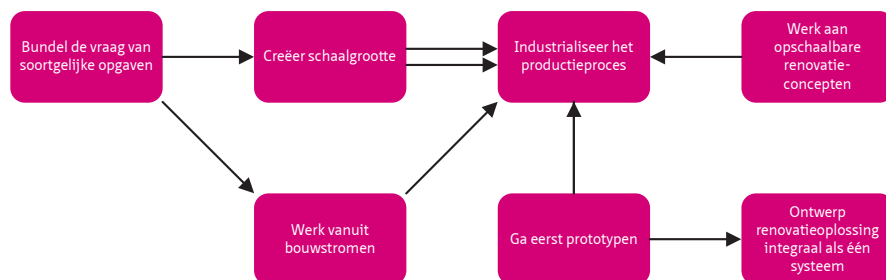 Bundel de vraag van
soortgelijke opgaven
Creëer schaalgrootte
Industrialiseer het
productieproces
Werk aan
opschaalbare
renovatie-
concepten
Werk vanuit
bouwstromen
Ga eerst prototypen
Ontwerp
renovatieoplossing
integraal als één
systeem